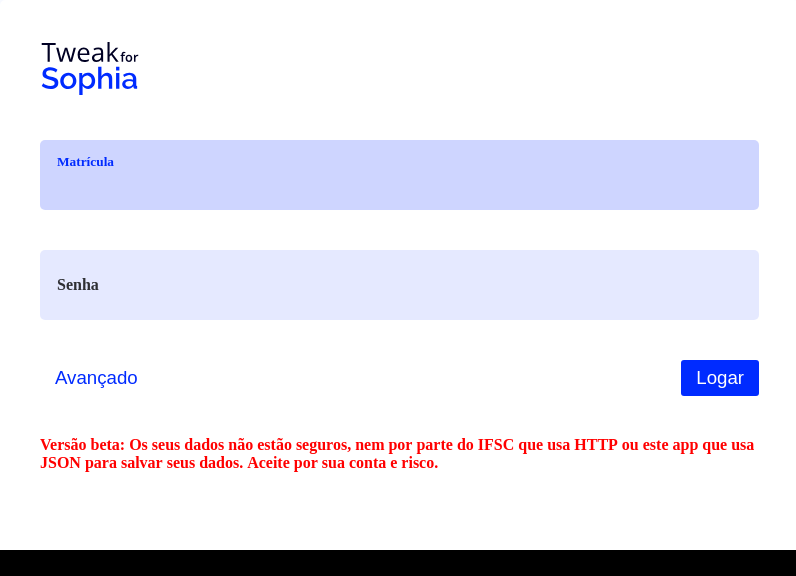 Tweak for
Sophia
Matrícula
Senha
Avançado
Logar
Versão beta: Os seus dados não estão seguros, nem por parte do IFSC que usa HTTP ou este app que usa
JSON para salvar seus dados. Aceite por sua conta e risco.